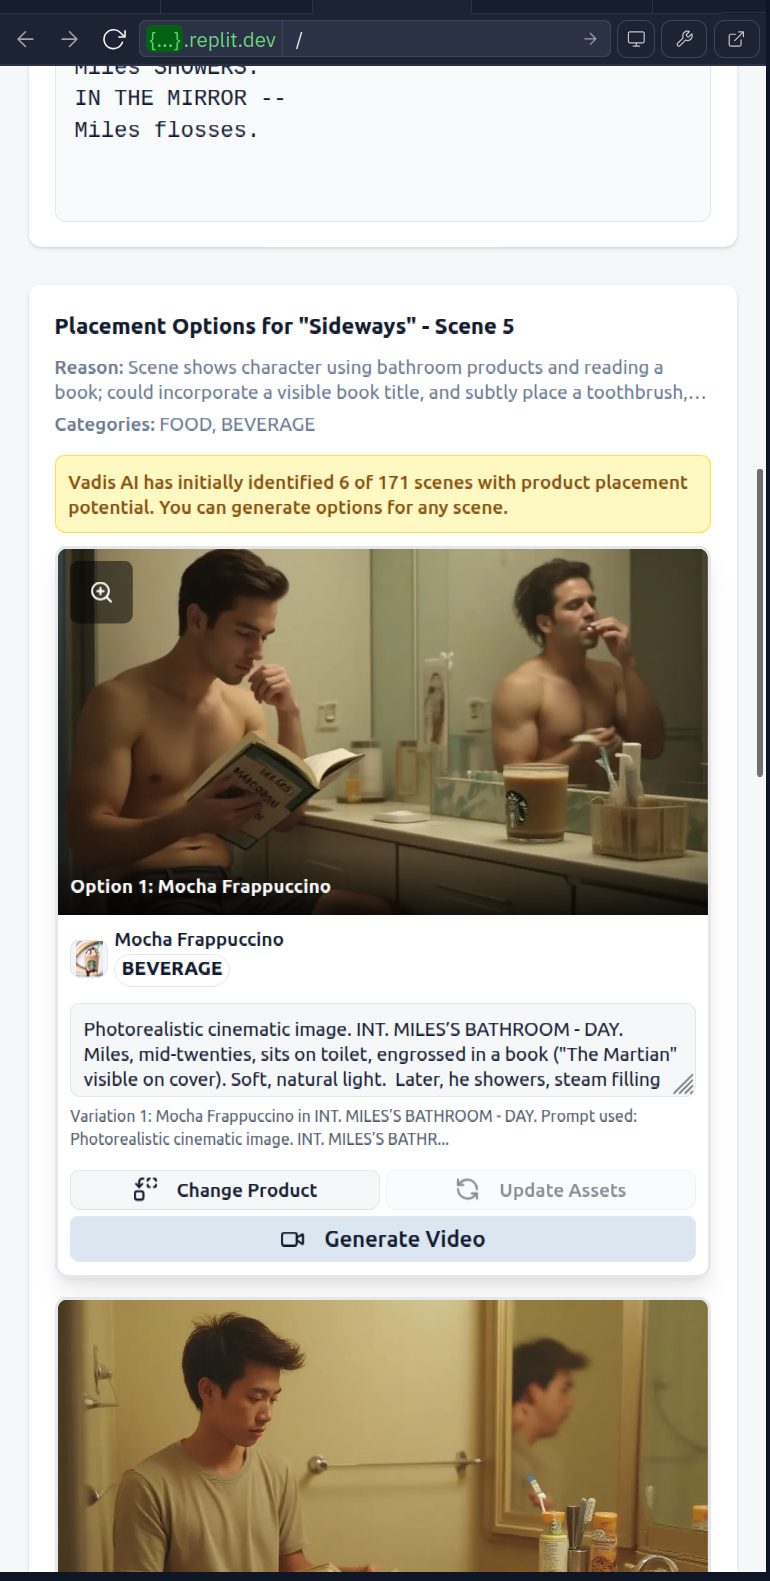 {...}.replit.dev /
Miles SHOWERS.
IN THE MIRROR --
Miles flosses.
Placement Options for "Sideways" - Scene 5
Reason: Scene shows character using bathroom products and reading a
book; could incorporate a visible book title, and subtly place a toothbrush,...
Categories: FOOD, BEVERAGE
Vadis AI has initially identified 6 of 171 scenes with product placement
potential. You can generate options for any scene.
Option 1: Mocha Frappuccino
Mocha Frappuccino
BEVERAGE
Photorealistic cinematic image. INT. MILES’S BATHROOM - DAY.
Miles, mid-twenties, sits on toilet, engrossed in a book ("The Martian"
visible on cover). Soft, natural light.  Later, he showers, steam filling
Variation 1: Mocha Frappuccino in INT. MILES’S BATHROOM - DAY. Prompt used:
Photorealistic cinematic image. INT. MILES’S BATHR...
Change Product
Update Assets
Generate Video